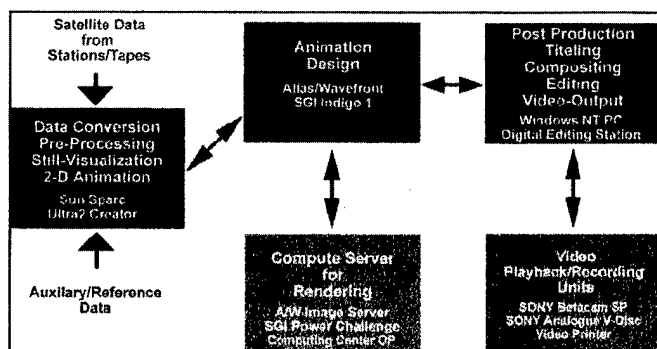 Satellite Data
from
Stations/Tapes
Data Conversion
Pre-Processing
Still-Visualization
2-D Animation
Sun Sparc
Ultra2 Creator
Auxilary/Reference
Data
Animation
Design
Alias/Wavefront
SGI Indigo 1
Compute Server
for
Rendering
A/W Image Server
SGI Power Challenge
Computing Center OP
Post Production
Titeling
Compositing
Editing
Video-Output
Windows NT PC
Digital Editing Station
Video
Playback/Recording
Units
SONY Betacam SP
SONY Analogue V-Disc
Video Printer